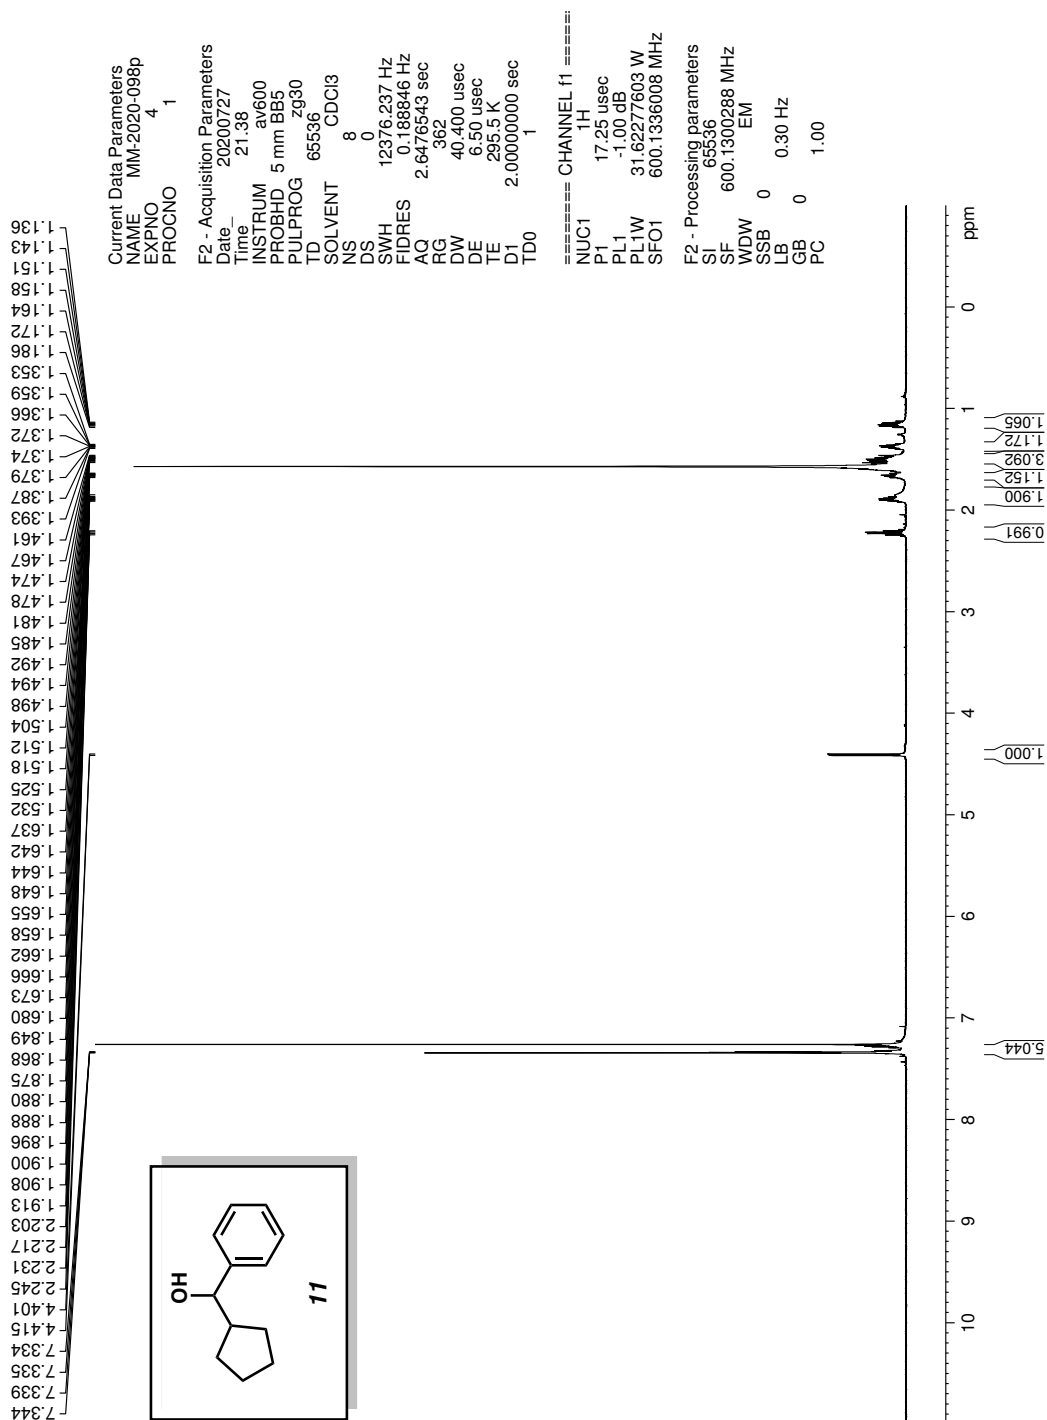 7.344
7.339
7.335
7.334
4.415
4.401
2.245
2.231
2.217
2.203
1.913
1.908
1.900
1.896
1.888
1.880
1.875
1.868
1.849
1.680
1.673
1.666
1.662
1.658
1.655
1.648
1.644
1.642
1.637
1.532
1.525
1.518
1.512
1.504
1.498
1.494
1.492
1.485
1.481
1.478
1.474
1.467
1.461
1.393
1.387
1.379
1.374
1.372
1.366
1.359
1.353
1.186
1.172
1.164
1.158
1.151
1.143
1.136
OH
11
Current Data Parameters
NAME MM-2020-098p
EXPNO 4
PROCNO 1
F2 - Acquisition Parameters
Date_ 20200727
Time 21.38
INSTRUM av600
PROBHD 5 mm BB5
PULPROG zg30
TD 65536
SOLVENT CDCl3
NS 8
DS 0
SWH 12376.237 Hz
FIDRES 0.188846 Hz
AQ 2.6476543 sec
RG 362
DW 40.400 usec
DE 6.50 usec
TE 295.5 K
D1 2.00000000 sec
TD0 1
======== CHANNEL f1 ========
NUC1 1H
P1 17.25 usec
PL1 -1.00 dB
PL1W 31.62277603 W
SFO1 600.1336008 MHz
F2 - Processing parameters
SI 65536
SF 600.1300288 MHz
WDW EM
SSB 0
LB 0.30 Hz
GB 0
PC 1.00
10 9 8 7 6 5 4 3 2 1 0 ppm
5.044
1.000
0.991
1.900
1.152
3.092
1.172
1.065